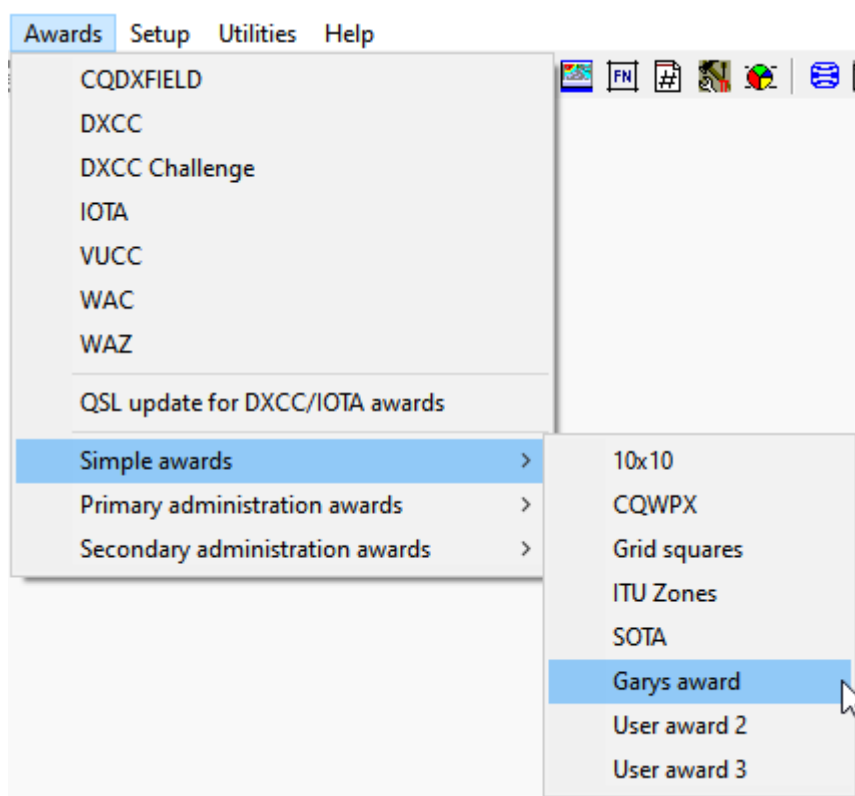 Awards Setup Utilities Help
FN #
CQDXFIELD
DXCC
DXCC Challenge
IOTA
VUCC
WAC
WAZ
QSL update for DXCC/IOTA awards
Simple awards
Primary administration awards
Secondary administration awards
10x10
CQWPX
Grid squares
ITU Zones
SOTA
Garys award
User award 2
User award 3